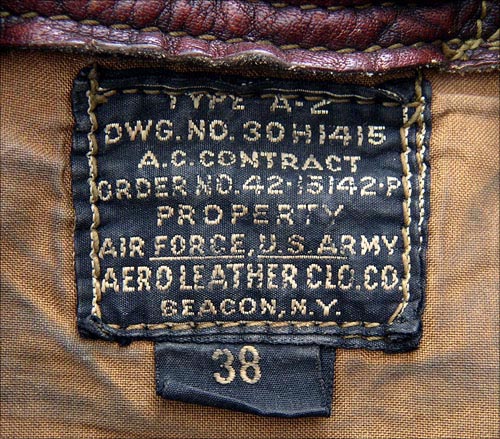 TYPE A-2
DWG. NO. 30H1415
A.C. CONTRACT
ORDER NO. 42-15142-P
PROPERTY
AIR FORCE, U.S. ARMY
AERO LEATHER CLO. CO.
BEACON, N.Y.
38